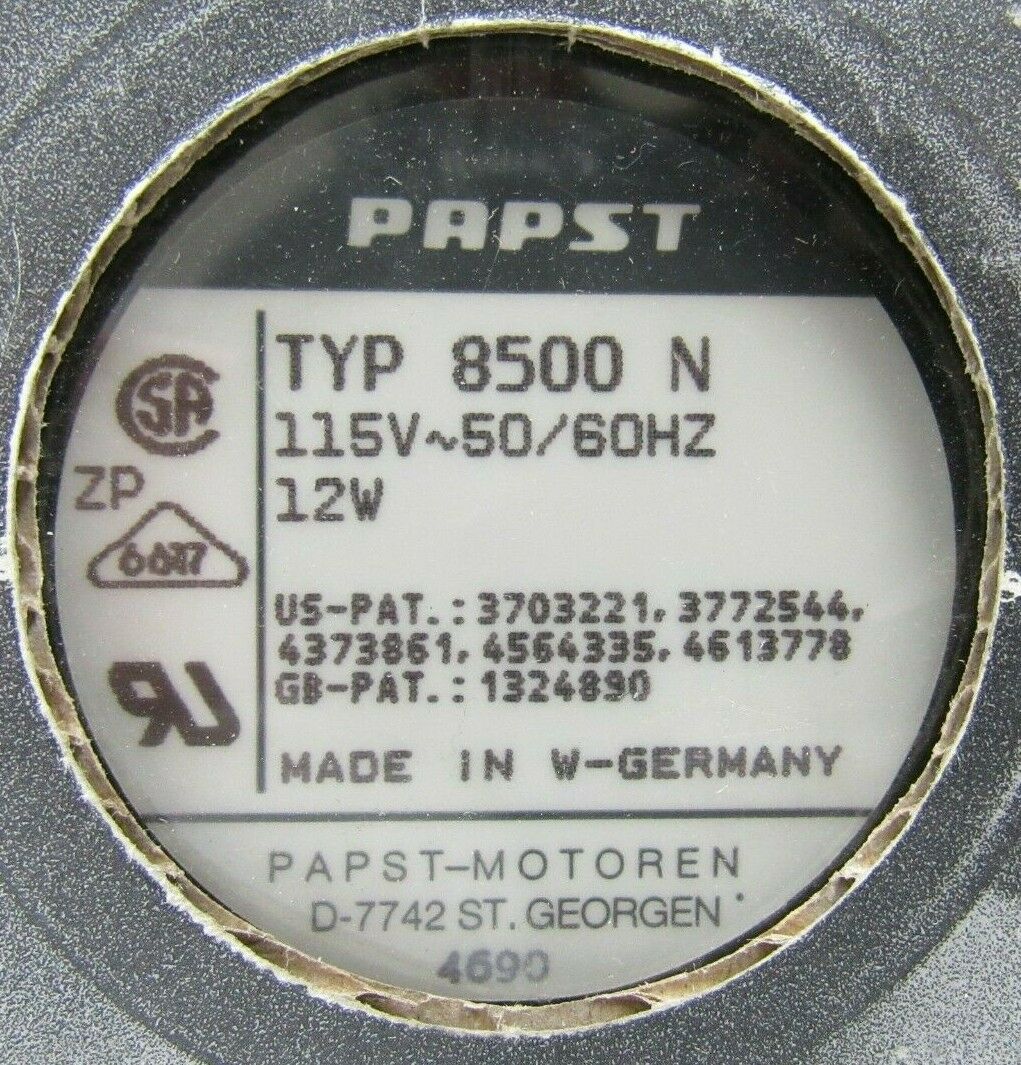 PAPST
TYP 8500 N
115V~50/60HZ
12W
ZP
US-PAT.: 3703221, 3772544,
4373861, 4564335, 4613778
GB-PAT.: 1324890
MADE IN W-GERMANY
PAPST-MOTOREN
D-7742 ST. GEORGEN
4690